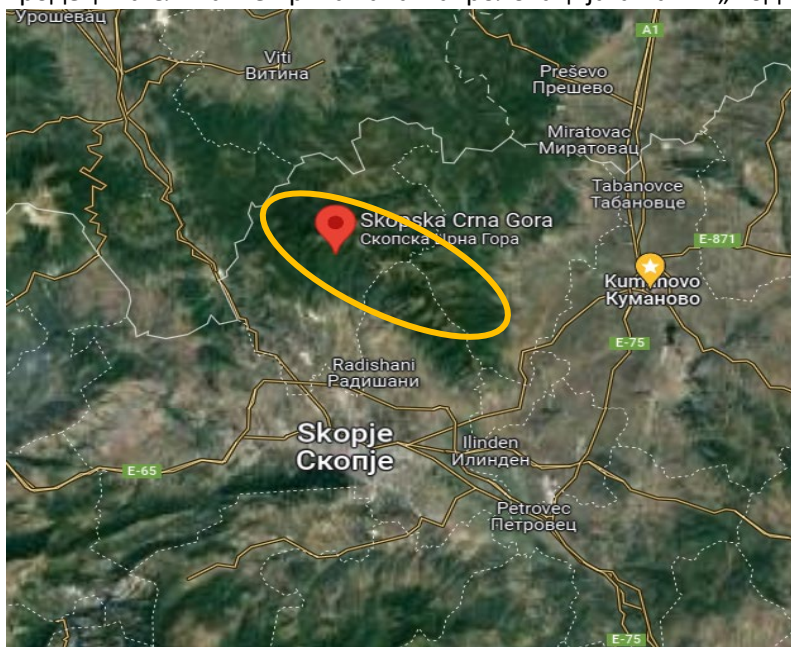 Урошевац
A1
Viti
Витина
Preševo
Прешево
Miratovac
Миратовац
Tabanovce
Табановце
Skopska Crna Gora
Скопска Црна Гора
E-871
Kumanovo
Куманово
E-75
Radishani
Радишани
Skopje
Скопје
Ilinden
Илинден
E-65
Petrovec
Петровец
E-75